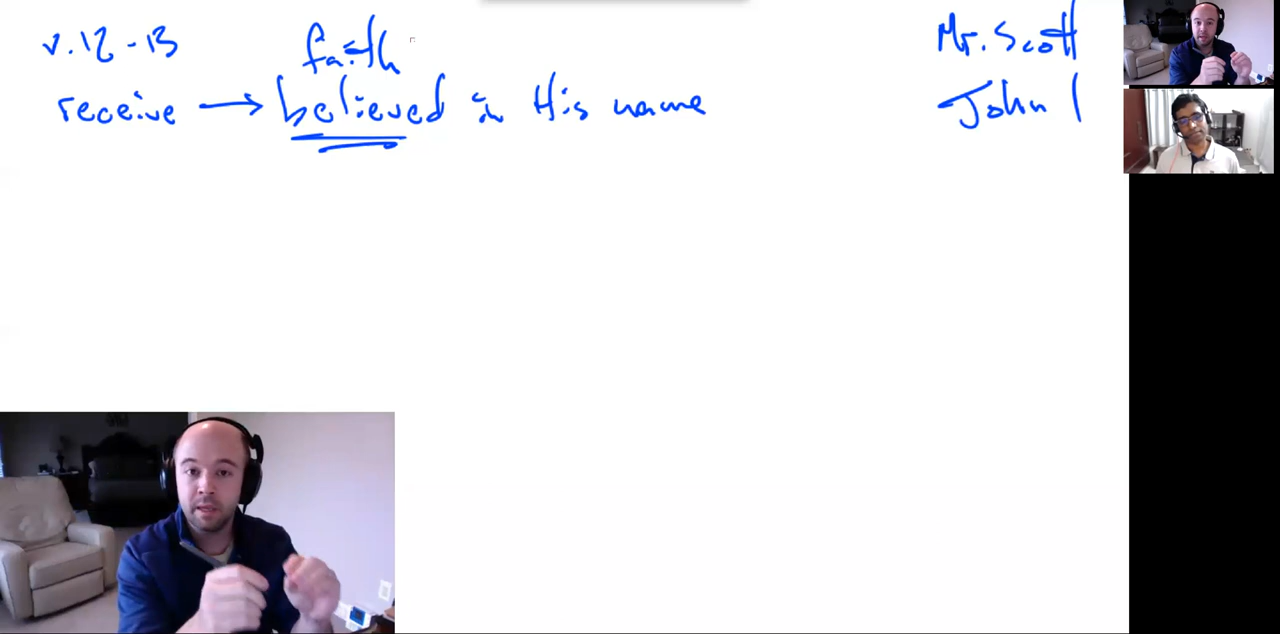 v.12-13
faith
receive → believed in His name
Mr. Scott
John 1